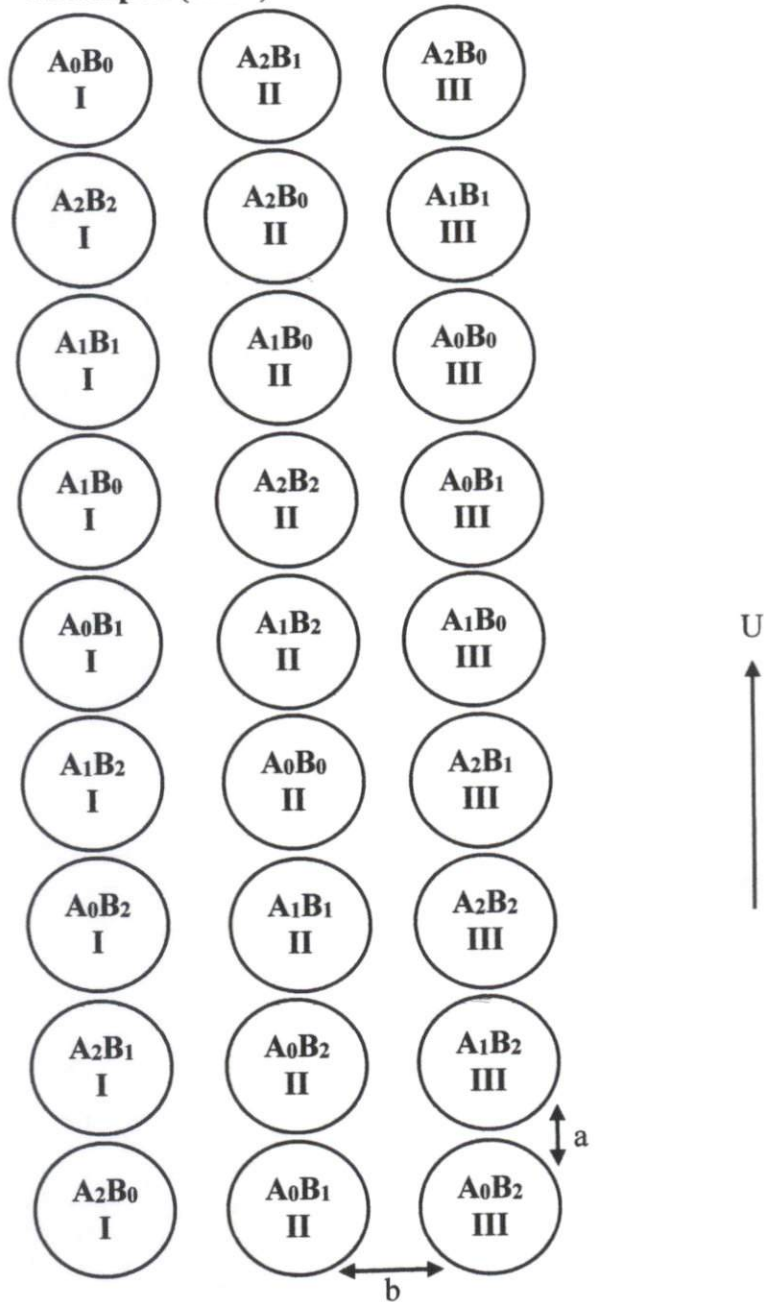 A₀B₀ A₂B₁ A₂B₀
I II III
A₂B₂ A₂B₀ A₁B₁
I II III
A₁B₁ A₁B₀ A₀B₀
I II III
A₁B₀ A₂B₂ A₀B₁
I II III
A₀B₁ A₁B₂ A₁B₀
I II III
U
A₁B₂ A₀B₀ A₂B₁
I II III
A₀B₂ A₁B₁ A₂B₂
I II III
A₂B₁ A₀B₂ A₁B₂
I II III
a
A₂B₀ A₀B₁ A₀B₂
I II III
b